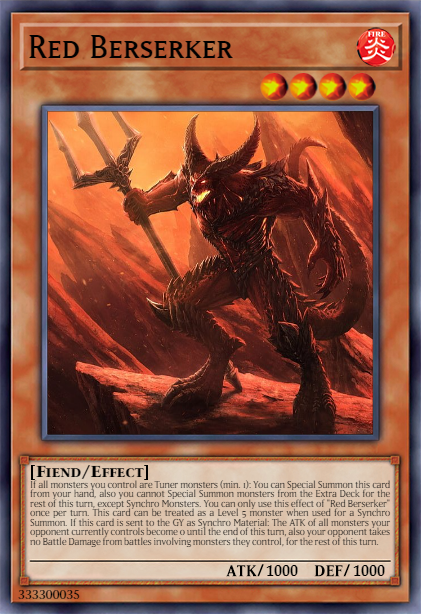 Red Berserker
FIRE
炎
[Fiend/Effect]
If all monsters you control are Tuner monsters (min. 1): You can Special Summon this card
from your hand, also you cannot Special Summon monsters from the Extra Deck for the
rest of this turn, except Synchro Monsters. You can only use this effect of "Red Berserker"
once per turn. This card can be treated as a Level 5 monster when used for a Synchro
Summon. If this card is sent to the GY as Synchro Material: The ATK of all monsters your
opponent currently controls become 0 until the end of this turn, also your opponent takes
no Battle Damage from battles involving monsters they control, for the rest of this turn.
ATK/1000 DEF/1000
333300035